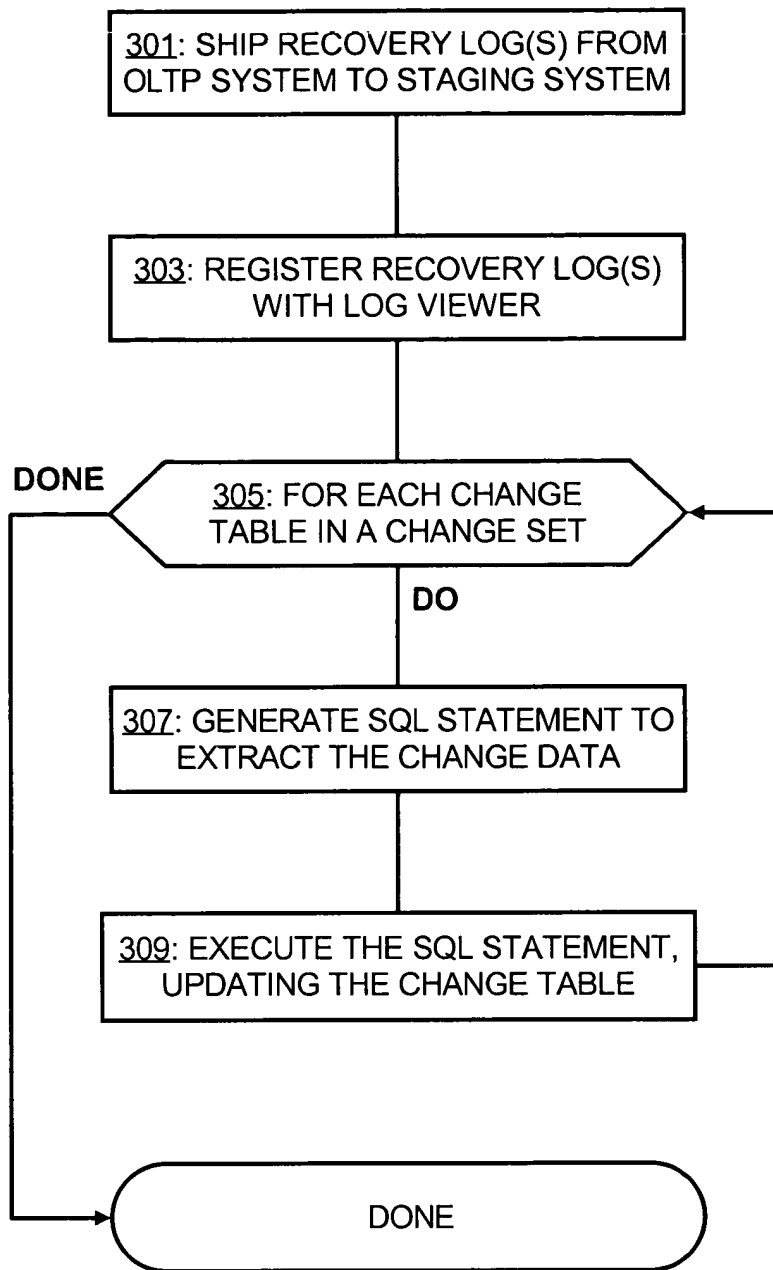 301: SHIP RECOVERY LOG(S) FROM
OLTP SYSTEM TO STAGING SYSTEM
303: REGISTER RECOVERY LOG(S)
WITH LOG VIEWER
DONE
305: FOR EACH CHANGE
TABLE IN A CHANGE SET
DO
307: GENERATE SQL STATEMENT TO
EXTRACT THE CHANGE DATA
309: EXECUTE THE SQL STATEMENT,
UPDATING THE CHANGE TABLE
DONE